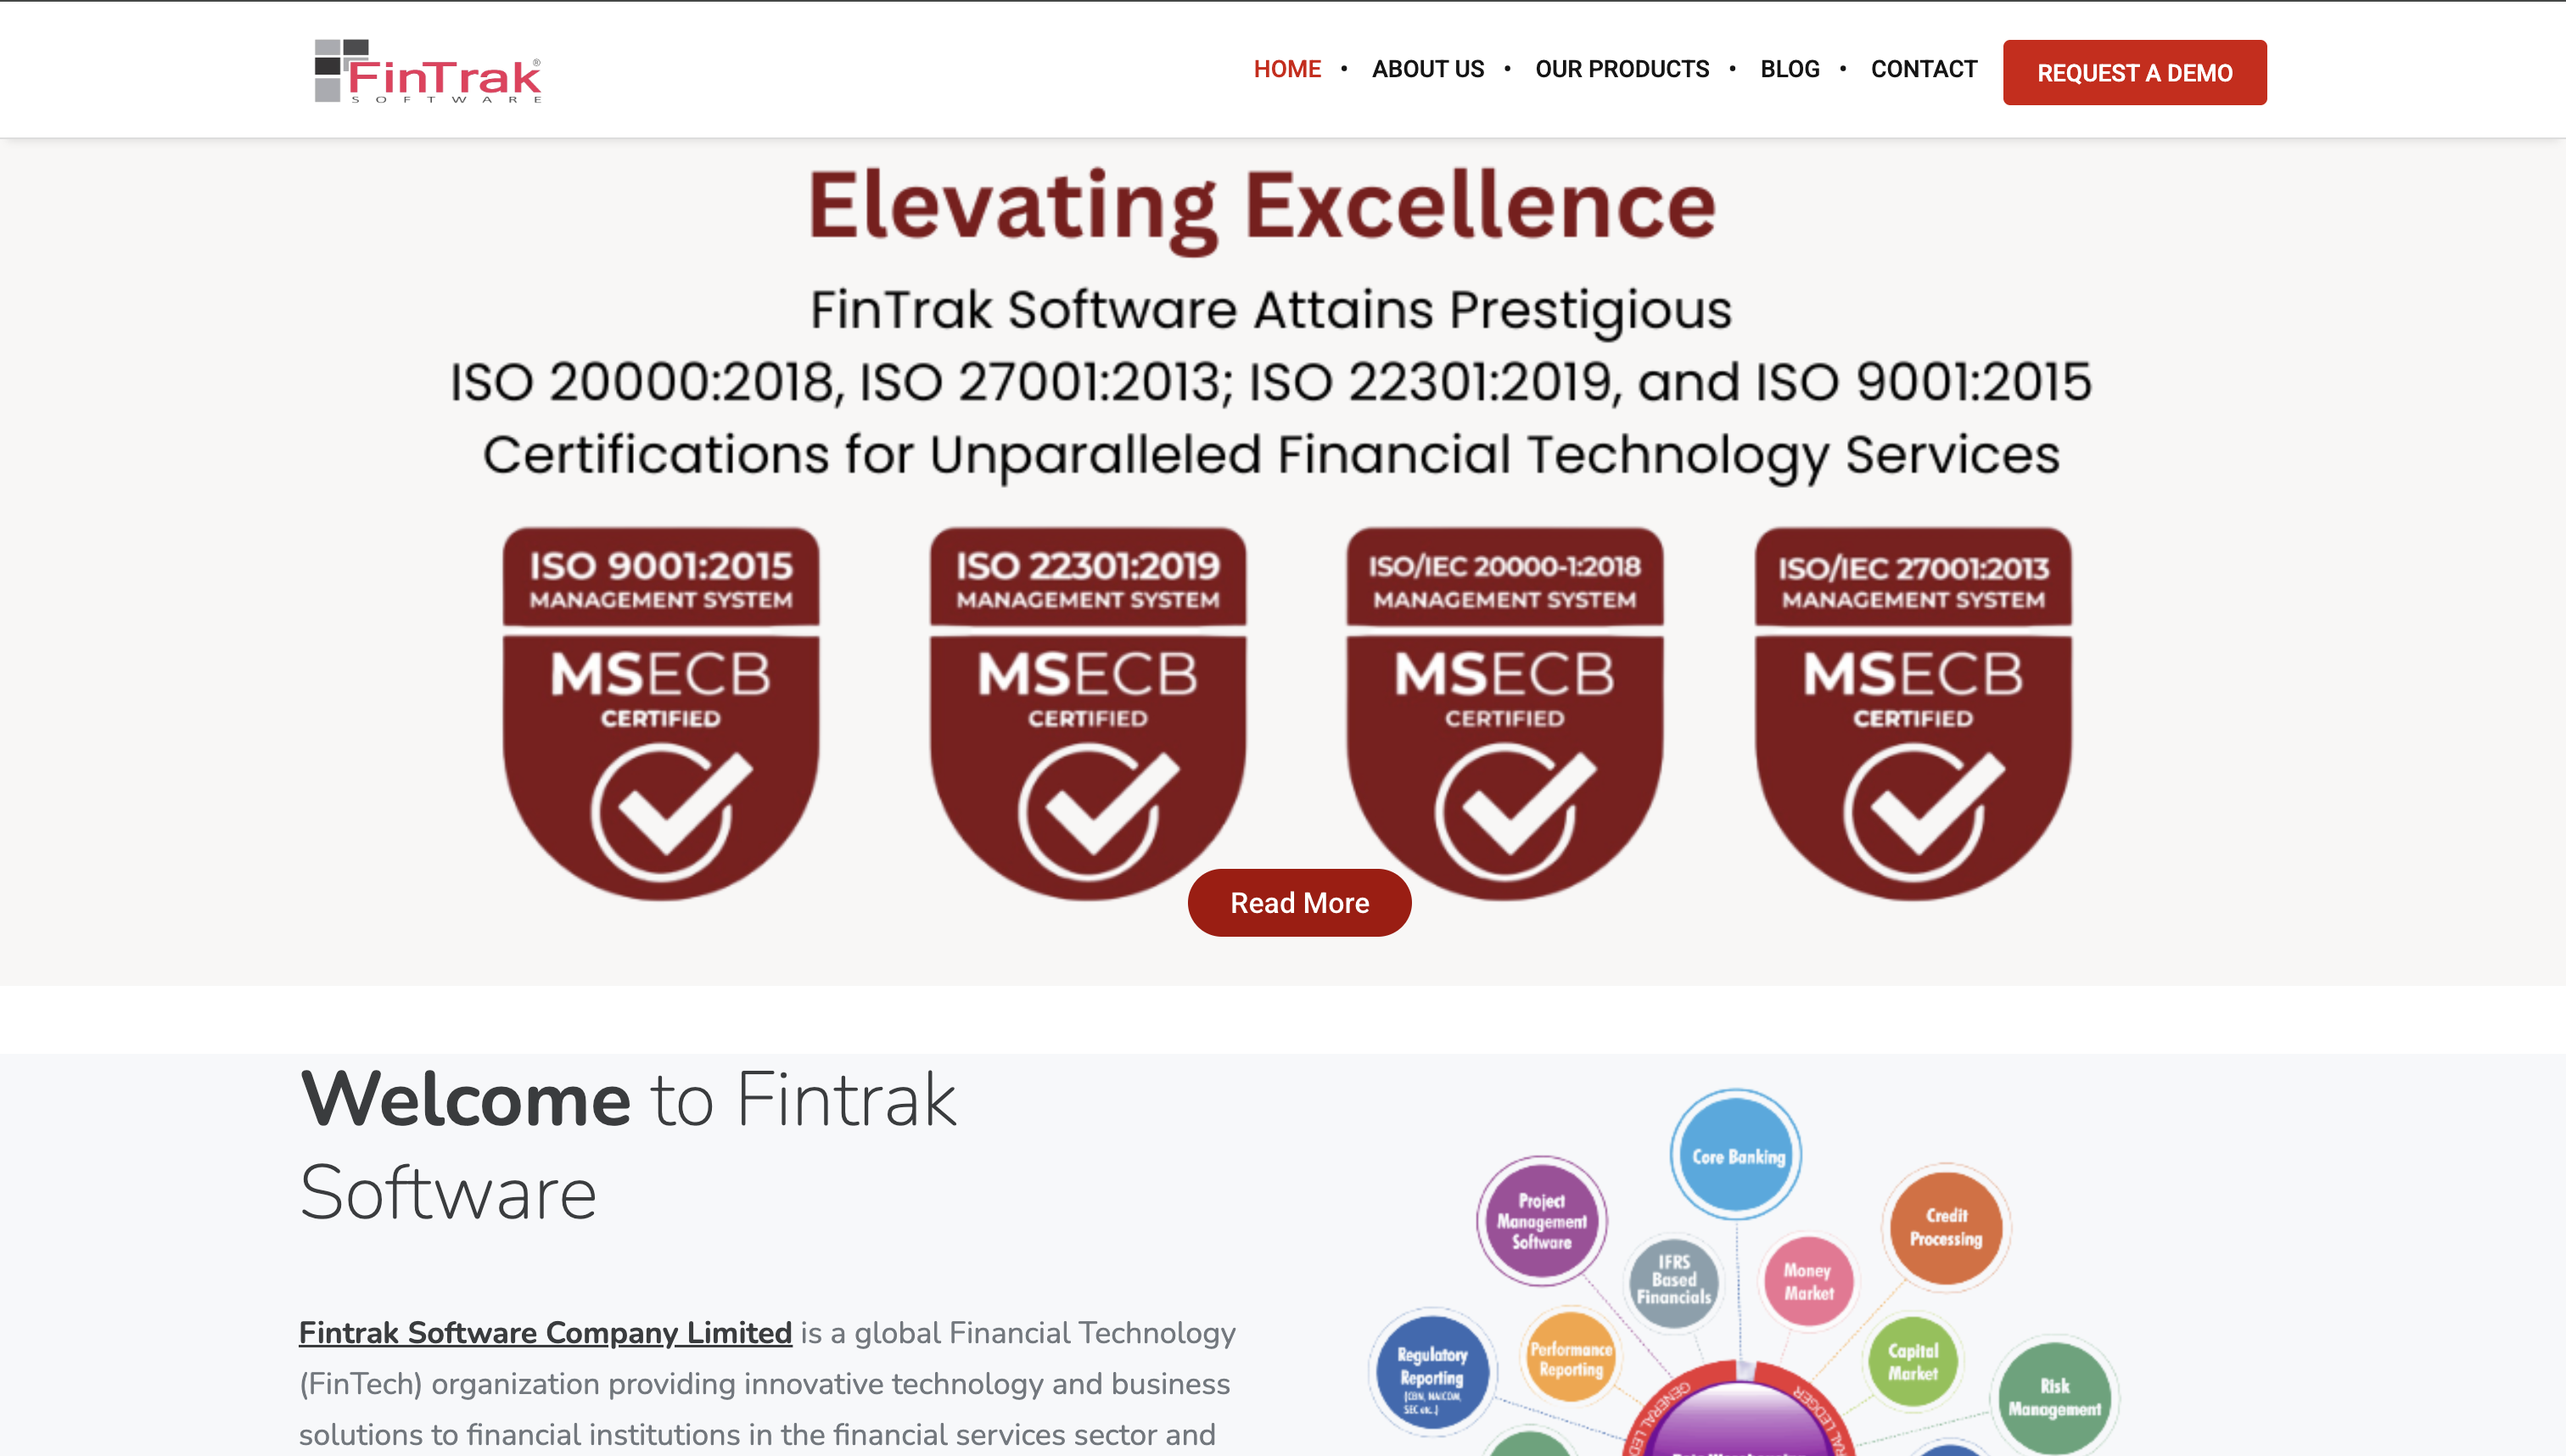 FinTrak®
SOFTWARE
HOME • ABOUT US • OUR PRODUCTS • BLOG • CONTACT
REQUEST A DEMO
Elevating Excellence
FinTrak Software Attains Prestigious
ISO 20000:2018, ISO 27001:2013; ISO 22301:2019, and ISO 9001:2015
Certifications for Unparalleled Financial Technology Services
ISO 9001:2015
MANAGEMENT SYSTEM
MSECB
CERTIFIED
ISO 22301:2019
MANAGEMENT SYSTEM
MSECB
CERTIFIED
ISO/IEC 20000-1:2018
MANAGEMENT SYSTEM
MSECB
CERTIFIED
ISO/IEC 27001:2013
MANAGEMENT SYSTEM
MSECB
CERTIFIED
Read More
Welcome to Fintrak
Software
Fintrak Software Company Limited is a global Financial Technology
(FinTech) organization providing innovative technology and business
solutions to financial institutions in the financial services sector and
Core Banking
Project
Management
Software
Credit
Processing
IFRS
Based
Financials
Money
Market
Regulatory
Reporting
(CBN, NAICOM,
SEC etc..)
Performance
Reporting
Capital
Market
Risk
Management
GENERAL
LEDGER